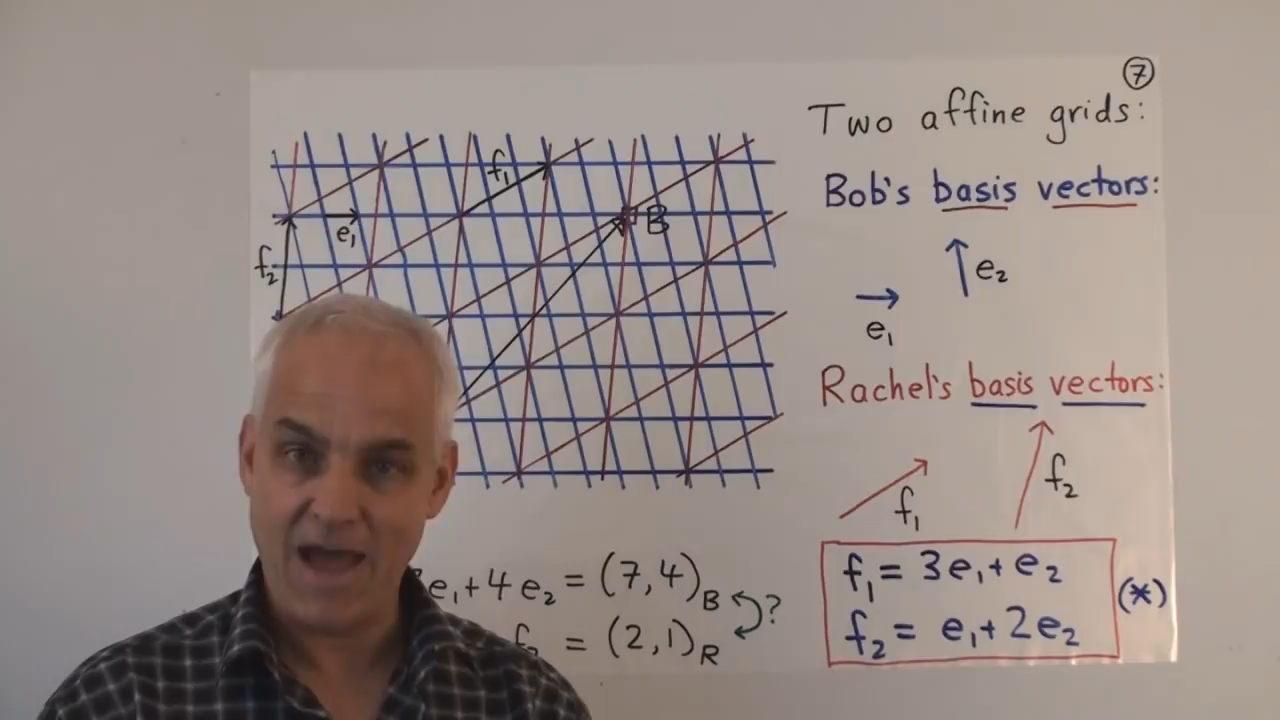 ⑦
Two affine grids:
Bob's basis vectors:
e₂
e₁
Rachel's basis vectors:
f₁
f₂
f₁ = 3e₁ + e₂
f₂ = e₁ + 2e₂
(*)
f₁
e₁
f₂
B
e₁ + 4e₂ = (7,4)B
f₂ = (2,1)R
?